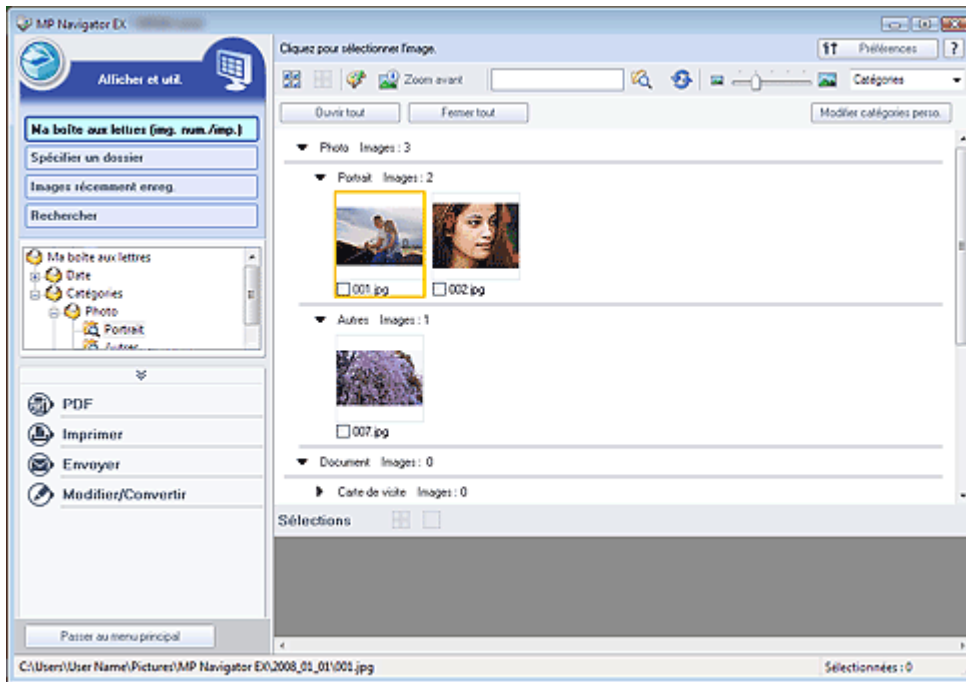 MP Navigator EX
Afficher et util.
Ma boîte aux lettres (img. num./imp.)
Spécifier un dossier
Images récemment enreg.
Rechercher
Ma boîte aux lettres
Date
Catégories
Photo
Portrait
Autres
PDF
Imprimer
Envoyer
Modifier/Convertir
Passer au menu principal
Cliquez pour sélectionner l'image.
Préférences ?
Zoom avant
Catégories
Ouvrir tout Fermer tout Modifier catégories perso.
Photo Images : 3
Portrait Images : 2
001.jpg 002.jpg
Autres Images : 1
007.jpg
Document Images : 0
Carte de visite Images : 0
Sélections
C:\Users\User Name\Pictures\MP Navigator EX\2008_01_01\001.jpg
Sélectionnées : 0